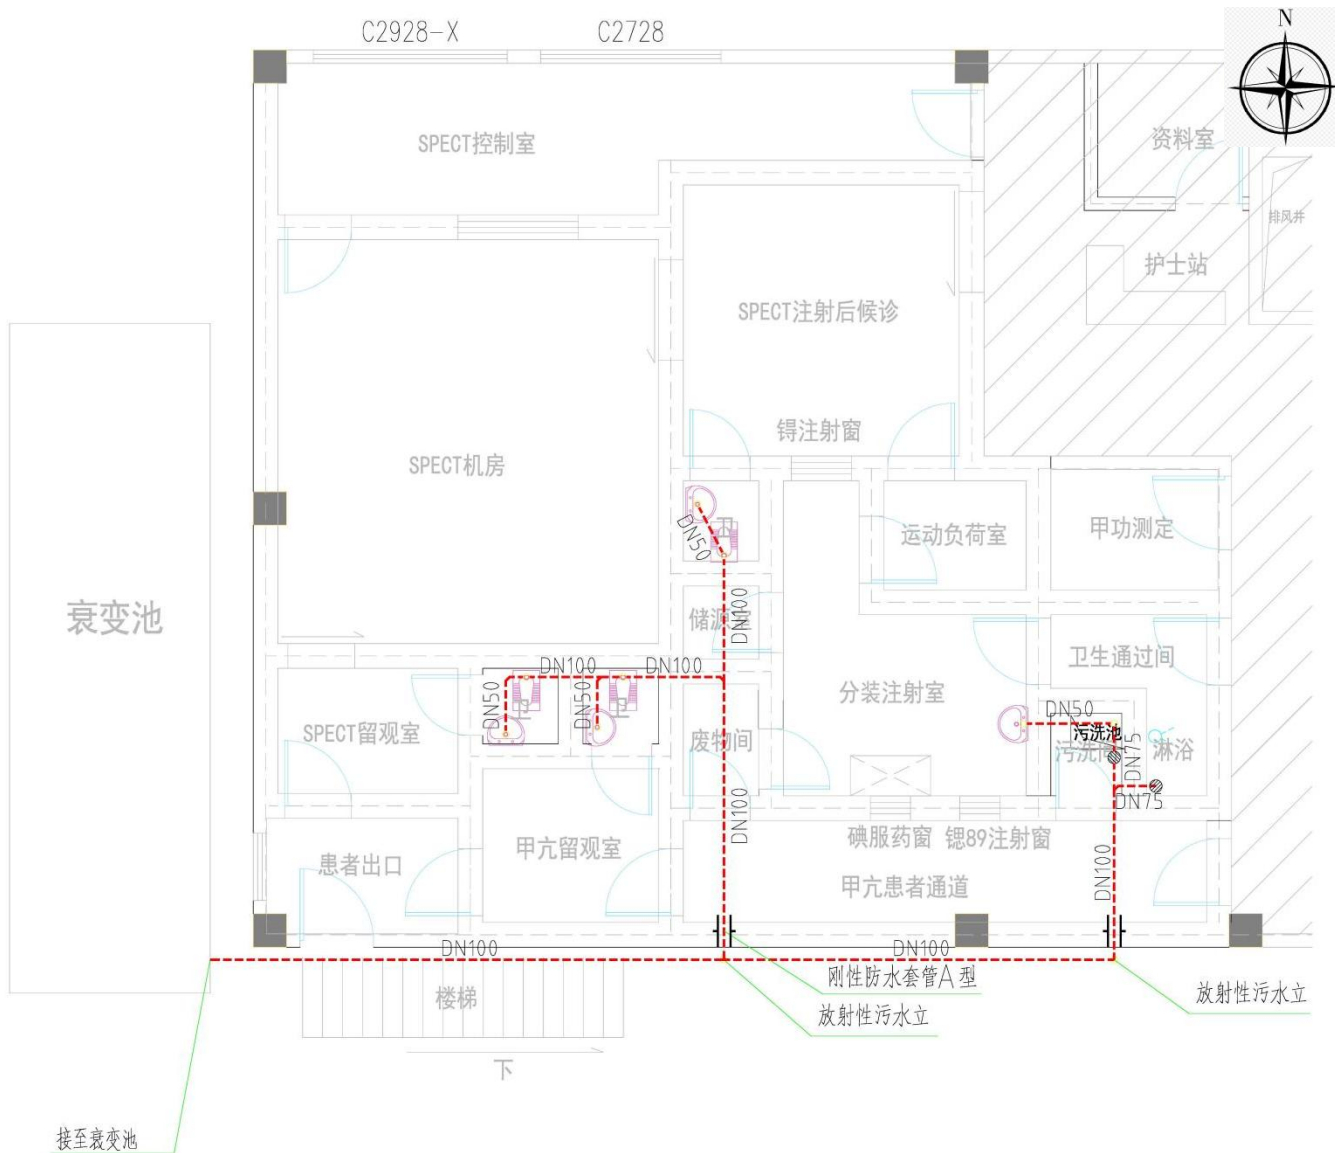 C2928-X
C2728
N
SPECT控制室
资料室
排风井
护士站
SPECT注射后候诊
锝注射窗
SPECT机房
卫
DN50
运动负荷室
甲功测定
衰变池
储源室
DN100
DN100
DN100
卫生通过间
DN50
卫
DN50
卫
SPECT留观室
分装注射室
DN50
废物间
污洗池
DN75
淋浴
DN75
DN100
碘服药窗
锶89注射窗
甲亢留观室
患者出口
甲亢患者通道
DN100
DN100
DN100
刚性防水套管A型
放射性污水立
放射性污水立
楼梯
下
接至衰变池